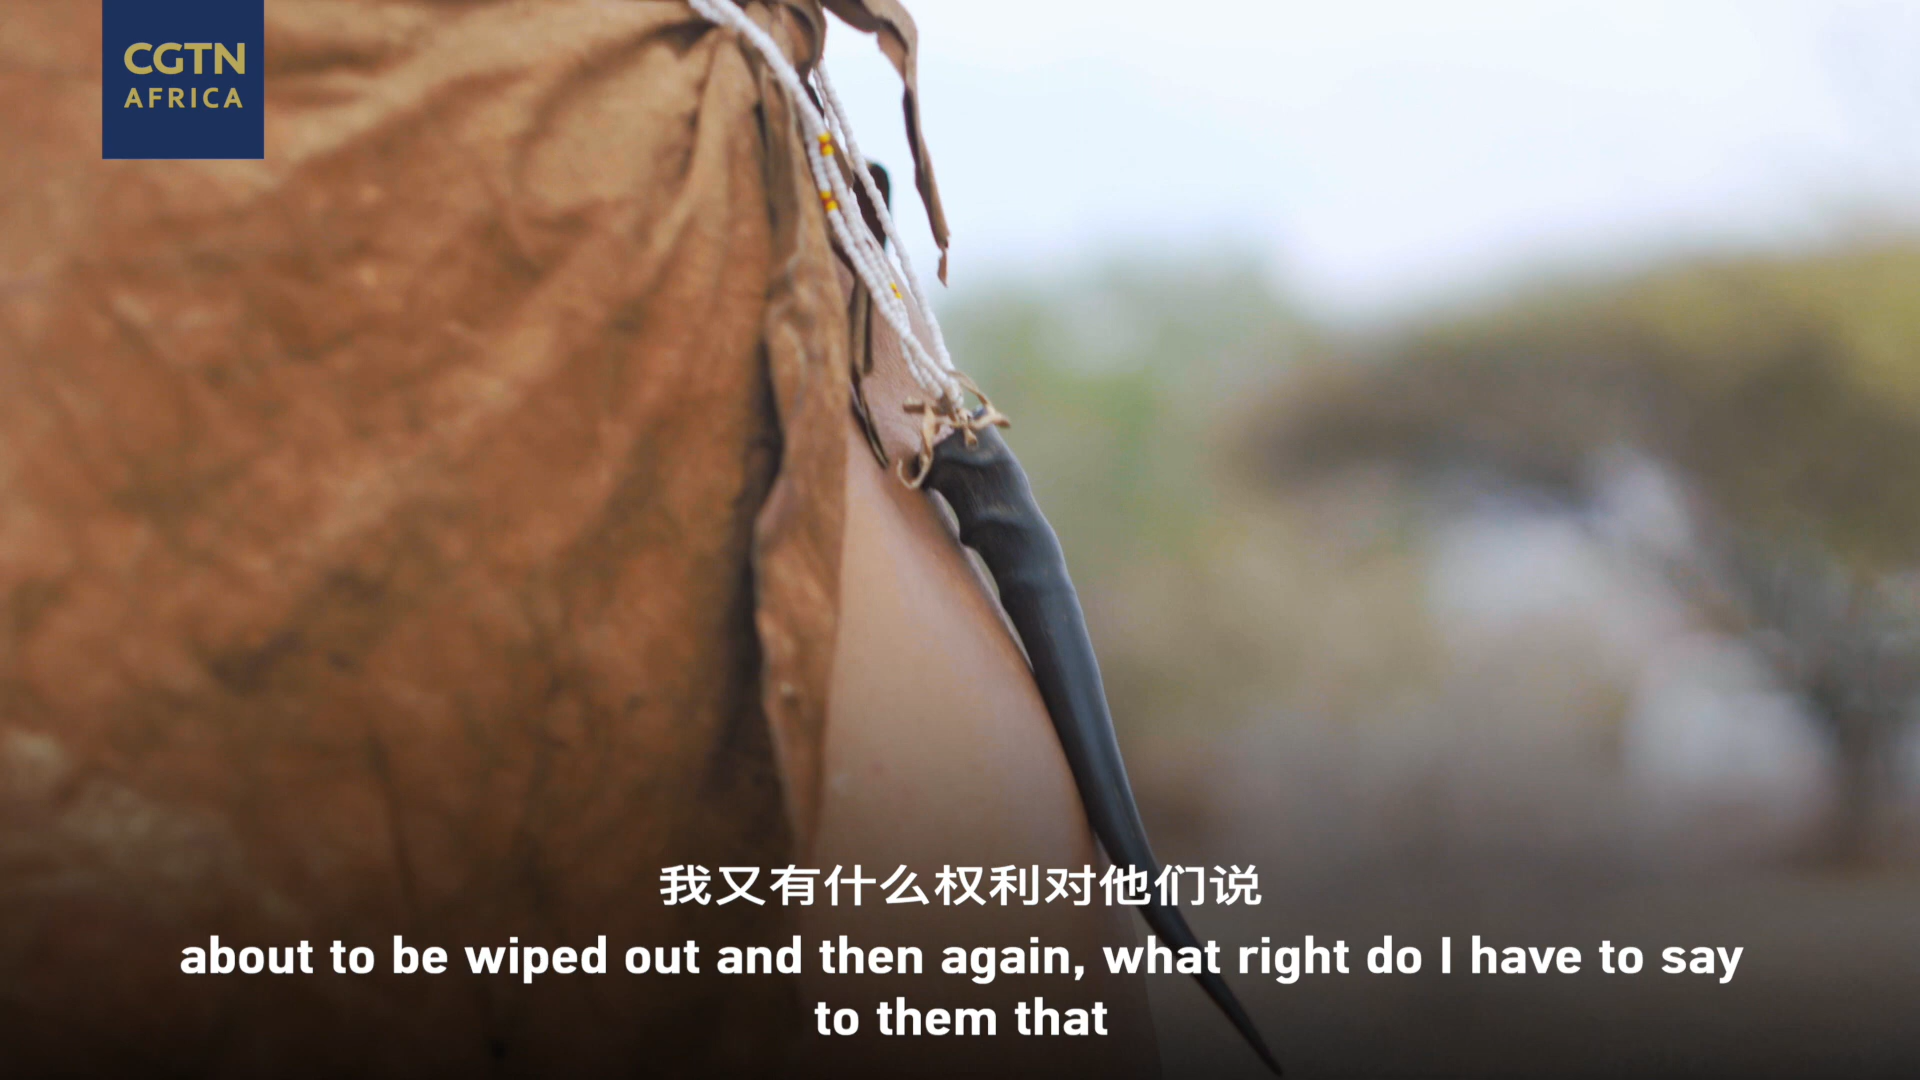 CGTN
AFRICA
我又有什么权利对他们说
about to be wiped out and then again, what right do I have to say
to them that